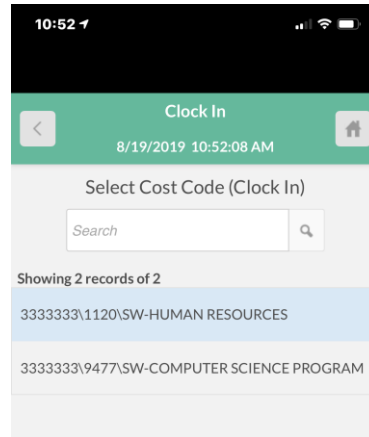 10:52
Clock In
8/19/2019 10:52:08 AM
Select Cost Code (Clock In)
Search
Showing 2 records of 2
3333333\1120\SW-HUMAN RESOURCES
3333333\9477\SW-COMPUTER SCIENCE PROGRAM